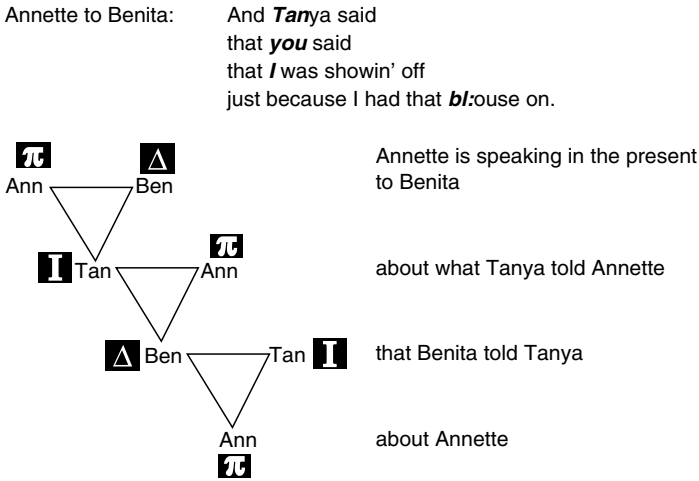 Annette to Benita: And Tanya said
that you said
that I was showin' off
just because I had that bl:ouse on.
π Δ Annette is speaking in the present
Ann Ben to Benita
π
I Tan Ann about what Tanya told Annette
Δ Ben Tan I that Benita told Tanya
Ann about Annette
π